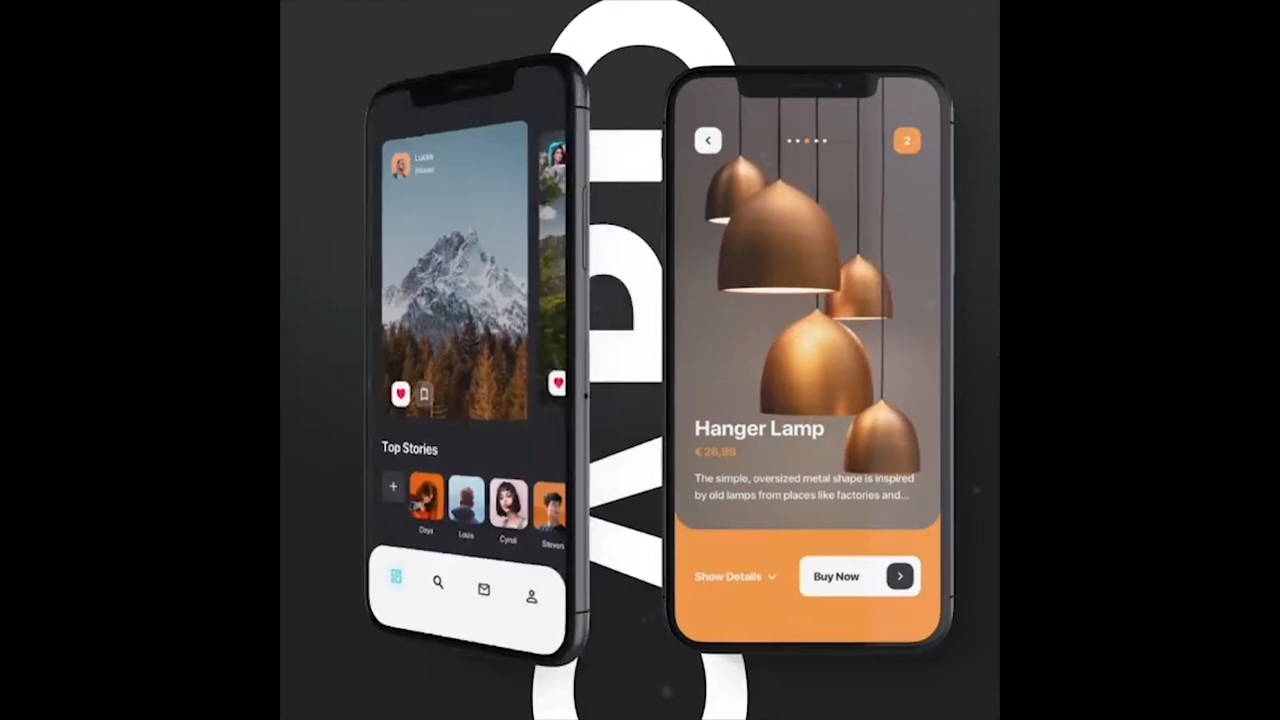 Lucas
Top Stories
Daya
Louis
Cyndi
Steven
2
Hanger Lamp
€ 26,99
The simple, oversized metal shape is inspired
by old lamps from places like factories and...
Show Details
Buy Now